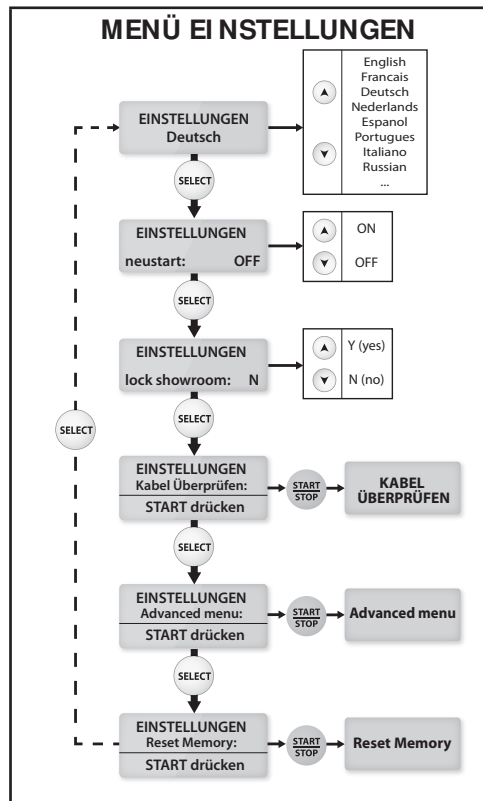 MENÜ EI NSTELLUNGEN
EINSTELLUNGEN
Deutsch
English
Francais
Deutsch
Nederlands
Espanol
Portugues
Italiano
Russian
...
SELECT
EINSTELLUNGEN
neustart: OFF
ON
OFF
SELECT
EINSTELLUNGEN
lock showroom: N
Y (yes)
N (no)
SELECT
SELECT
EINSTELLUNGEN
Kabel Überprüfen:
START drücken
START
STOP
KABEL
ÜBERPRÜFEN
SELECT
EINSTELLUNGEN
Advanced menu:
START drücken
START
STOP
Advanced menu
SELECT
EINSTELLUNGEN
Reset Memory:
START drücken
START
STOP
Reset Memory